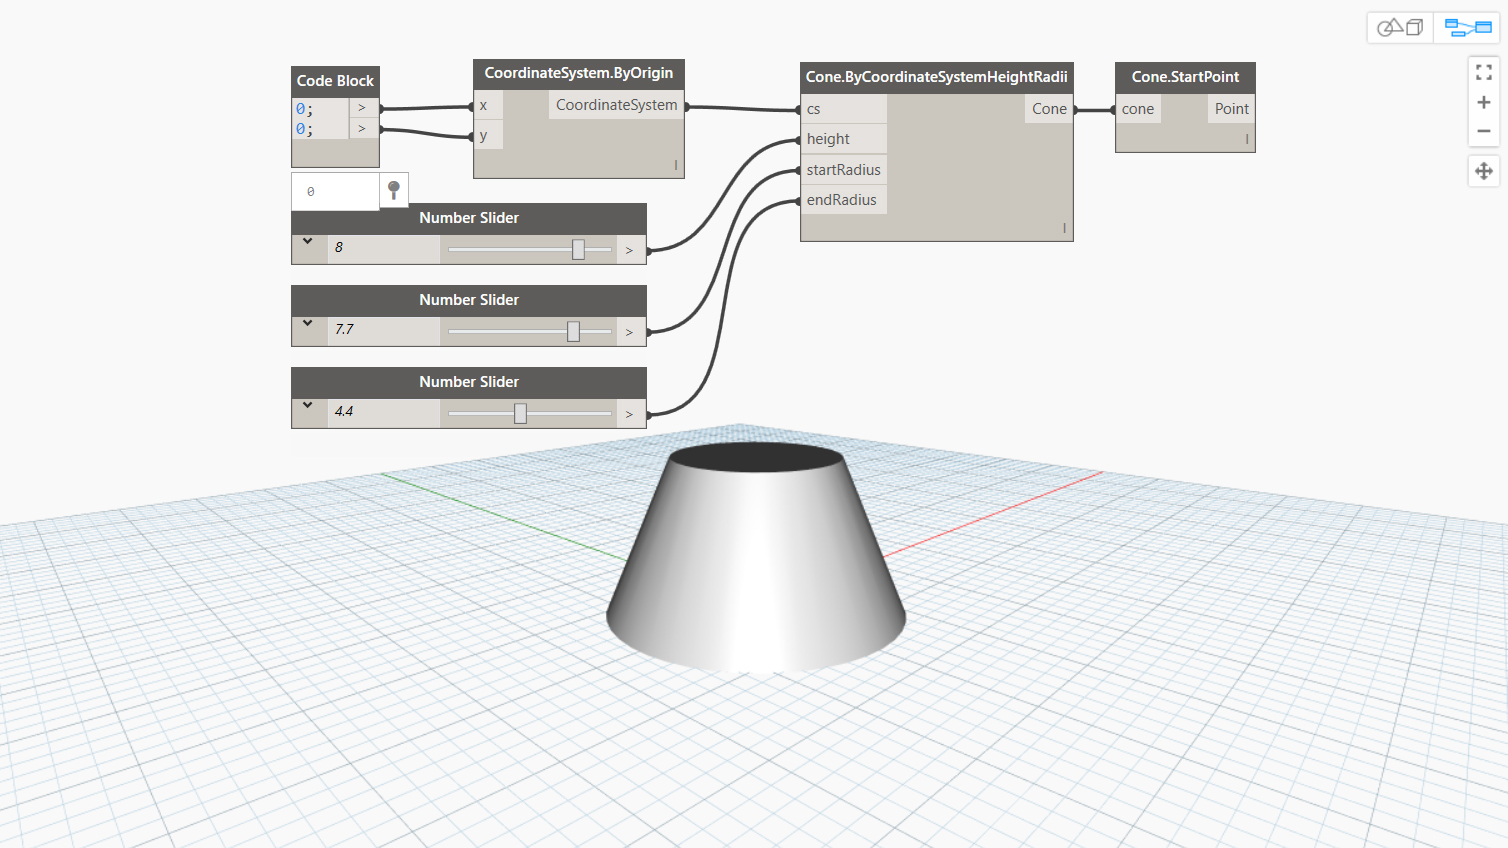 Code Block
0; >
0; >
0
CoordinateSystem.ByOrigin
x CoordinateSystem
y
Number Slider
8 >
Number Slider
7.7 >
Number Slider
4.4 >
Cone.ByCoordinateSystemHeightRadii
cs Cone
height
startRadius
endRadius
Cone.StartPoint
cone Point